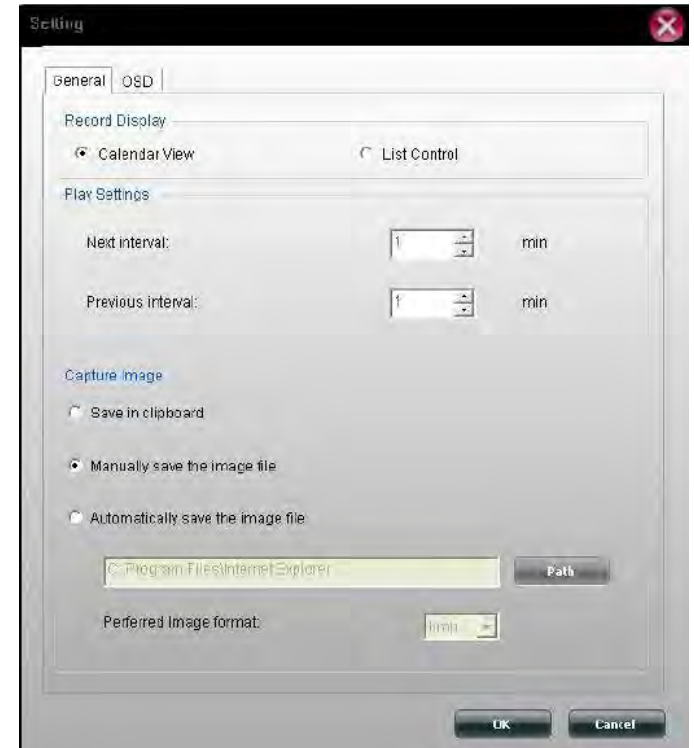 Setting
General OSD
Record Display
Calendar View List Control
Play Settings
Next interval: 1 min
Previous interval: 1 min
Capture Image
Save in clipboard
Manually save the image file
Automatically save the image file
C:\Program Files\Internet Explorer Path
Perferred Image format: bmp
OK Cancel